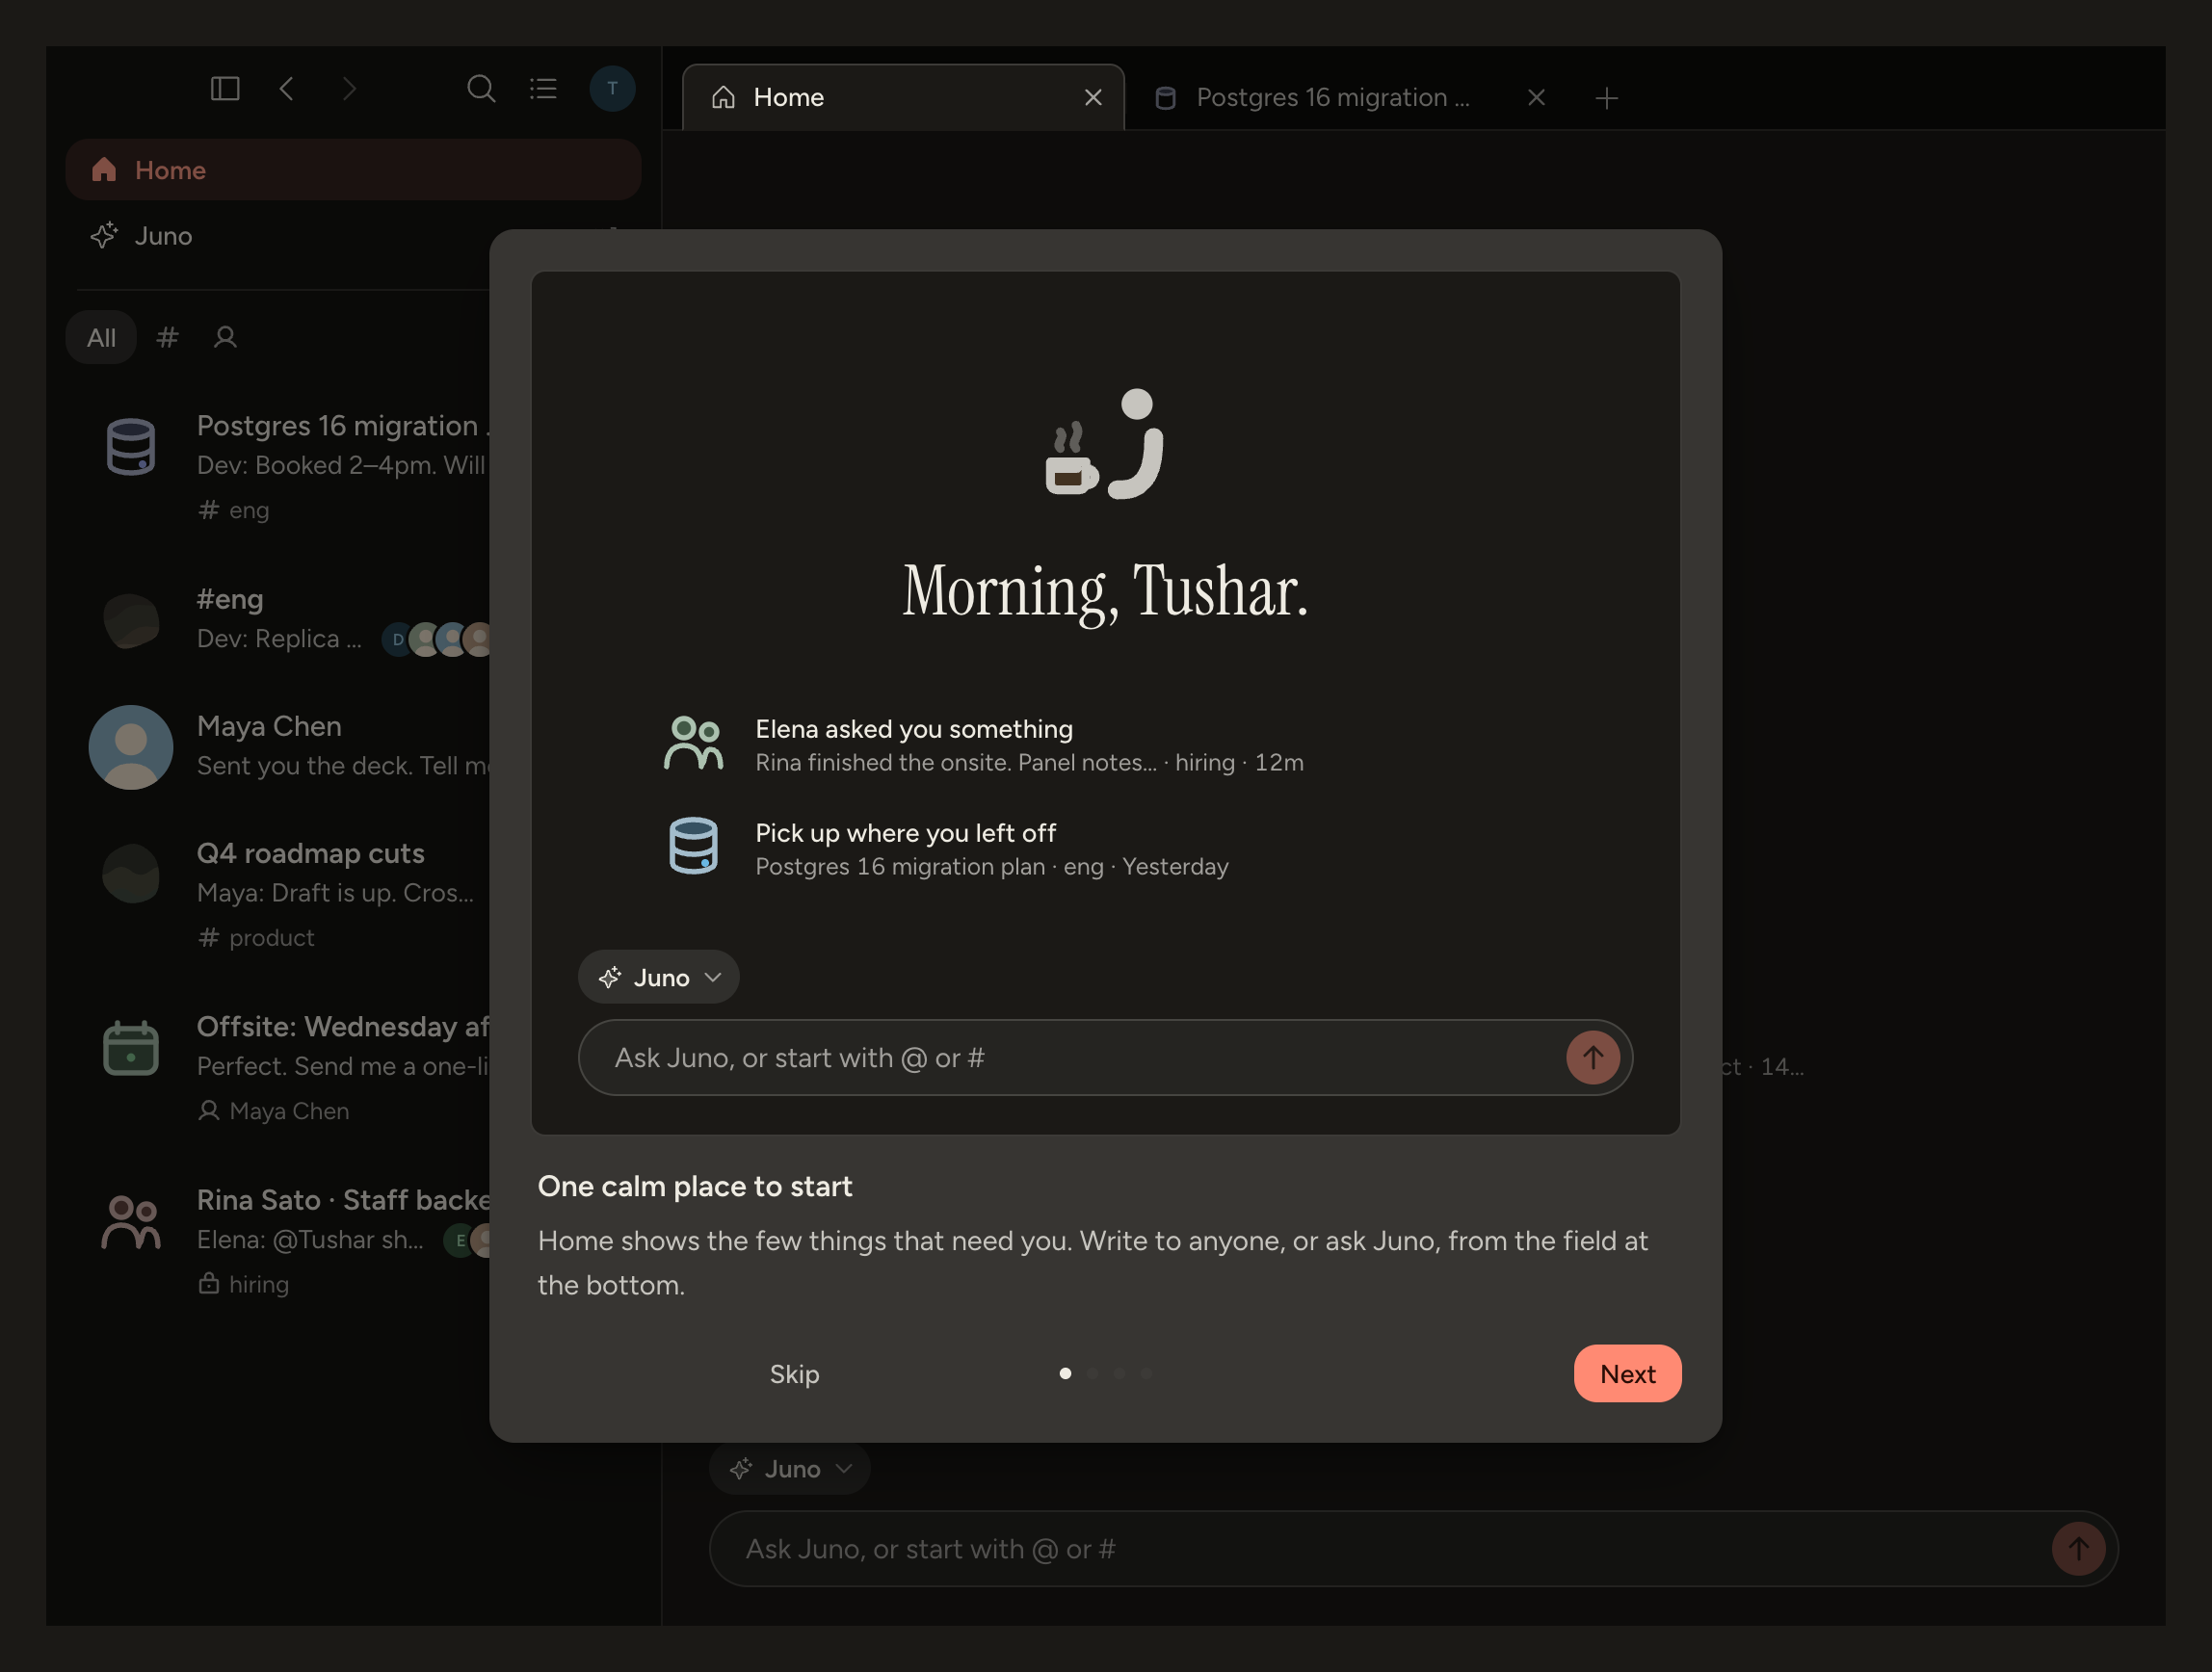 T
Home
Postgres 16 migration ...
Home
Juno
All
Postgres 16 migration .
Dev: Booked 2–4pm. Will
# eng
#eng
Dev: Replica ...
D
Maya Chen
Sent you the deck. Tell me
Q4 roadmap cuts
Maya: Draft is up. Cros...
# product
Offsite: Wednesday af
Perfect. Send me a one-li
Maya Chen
Rina Sato · Staff backe
Elena: @Tushar sh...
E
hiring
Morning, Tushar.
Elena asked you something
Rina finished the onsite. Panel notes... · hiring · 12m
Pick up where you left off
Postgres 16 migration plan · eng · Yesterday
Juno
Ask Juno, or start with @ or #
ct · 14...
One calm place to start
Home shows the few things that need you. Write to anyone, or ask Juno, from the field at
the bottom.
Skip
Next
Juno
Ask Juno, or start with @ or #